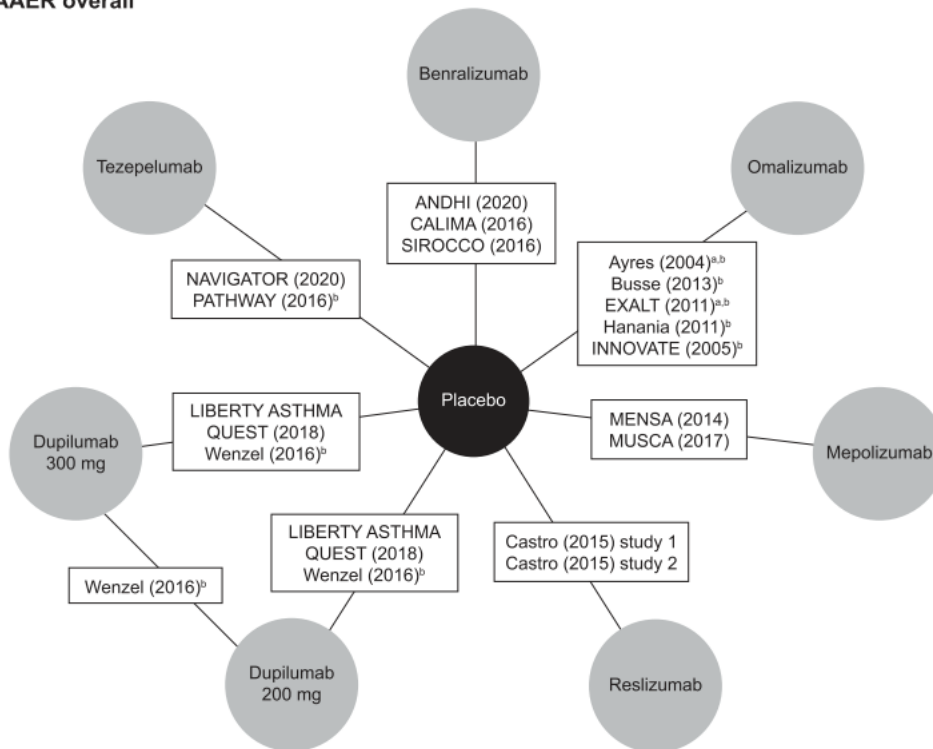 AAER overall
Benralizumab
Tezepelumab
Omalizumab
ANDHI (2020)
CALIMA (2016)
SIROCCO (2016)
Ayres (2004)a,b
Busse (2013)b
EXALT (2011)a,b
Hanania (2011)b
INNOVATE (2005)b
NAVIGATOR (2020)
PATHWAY (2016)b
Placebo
LIBERTY ASTHMA
QUEST (2018)
Wenzel (2016)b
MENSA (2014)
MUSCA (2017)
Dupilumab
300 mg
Mepolizumab
LIBERTY ASTHMA
QUEST (2018)
Wenzel (2016)b
Castro (2015) study 1
Castro (2015) study 2
Wenzel (2016)b
Dupilumab
200 mg
Reslizumab